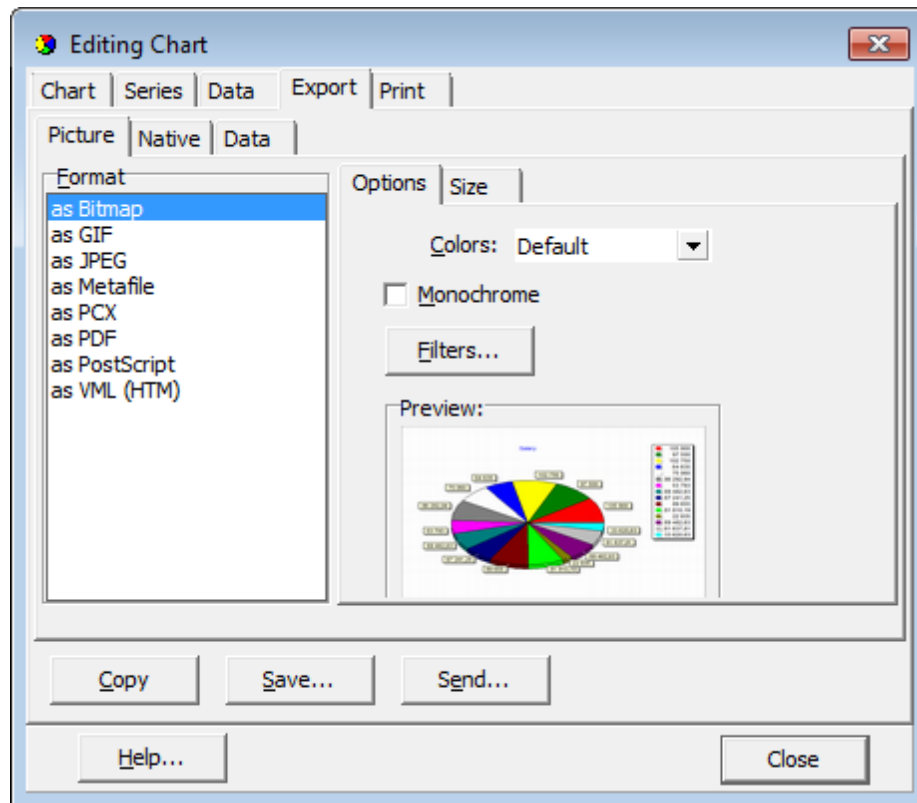 Editing Chart
Chart Series Data Export Print
Picture Native Data
Format
as Bitmap
as GIF
as JPEG
as Metafile
as PCX
as PDF
as PostScript
as VML (HTM)
Options Size
Colors: Default
Monochrome
Filters...
Preview:
Salary
Copy Save... Send...
Help... Close